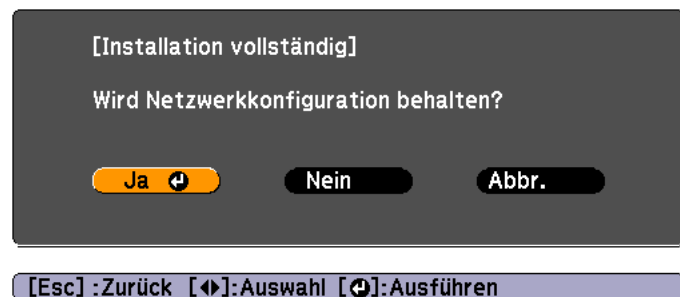 [Installation vollständig]
Wird Netzwerkkonfiguration behalten?
Ja Nein Abbr.
[Esc] :Zurück [◀▶]:Auswahl [↵]:Ausführen